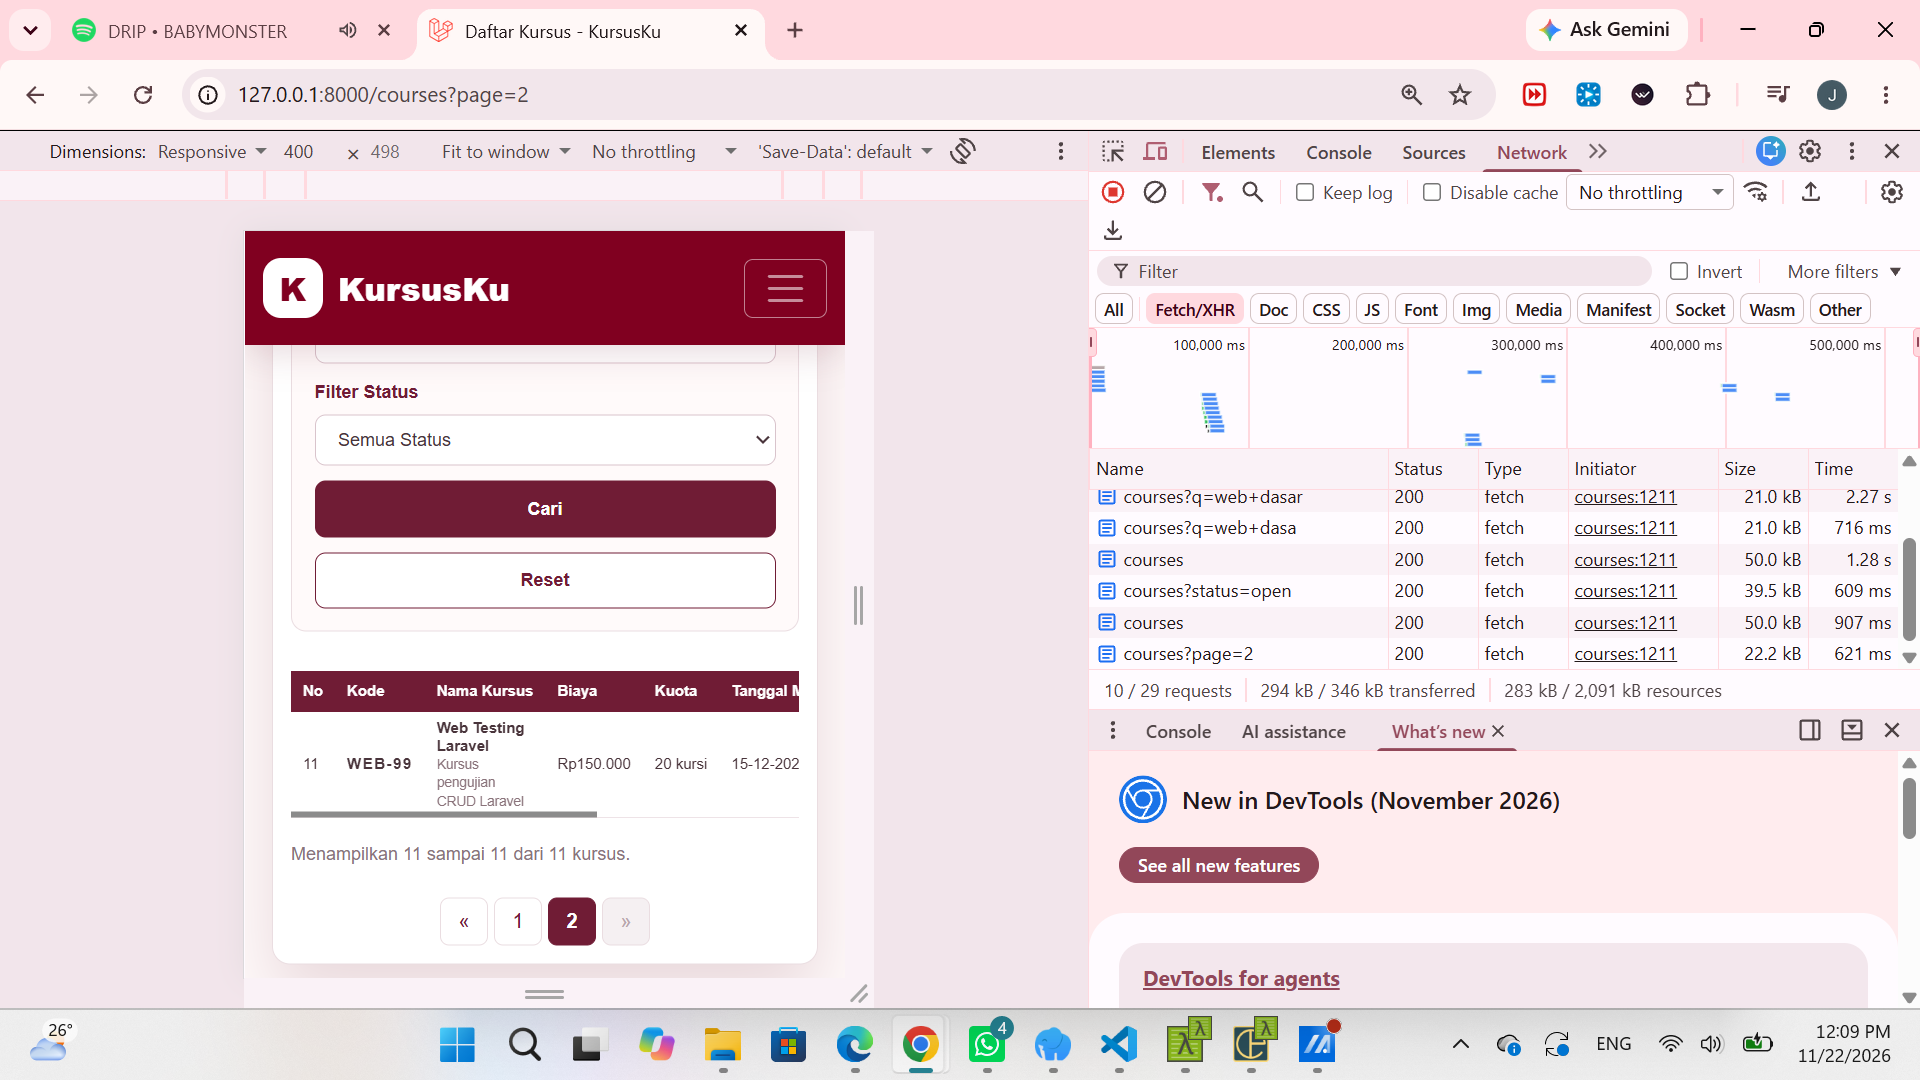 DRIP • BABYMONSTER
Daftar Kursus - KursusKu
Ask Gemini
127.0.0.1:8000/courses?page=2
J
Dimensions: Responsive 400 × 498 Fit to window No throttling 'Save-Data': default
Elements Console Sources Network
Keep log Disable cache No throttling
Filter Invert More filters
All Fetch/XHR Doc CSS JS Font Img Media Manifest Socket Wasm Other
100,000 ms 200,000 ms 300,000 ms 400,000 ms 500,000 ms
Name Status Type Initiator Size Time
courses?q=web+dasar 200 fetch courses:1211 21.0 kB 2.27 s
courses?q=web+dasa 200 fetch courses:1211 21.0 kB 716 ms
courses 200 fetch courses:1211 50.0 kB 1.28 s
courses?status=open 200 fetch courses:1211 39.5 kB 609 ms
courses 200 fetch courses:1211 50.0 kB 907 ms
courses?page=2 200 fetch courses:1211 22.2 kB 621 ms
10 / 29 requests 294 kB / 346 kB transferred 283 kB / 2,091 kB resources
Console AI assistance What's new
New in DevTools (November 2026)
See all new features
DevTools for agents
K KursusKu
Filter Status
Semua Status
Cari
Reset
No Kode Nama Kursus Biaya Kuota Tanggal M
11 WEB-99 Web Testing Laravel Rp150.000 20 kursi 15-12-202
Kursus pengujian CRUD Laravel
Menampilkan 11 sampai 11 dari 11 kursus.
« 1 2 »
26°
4
ENG
12:09 PM
11/22/2026